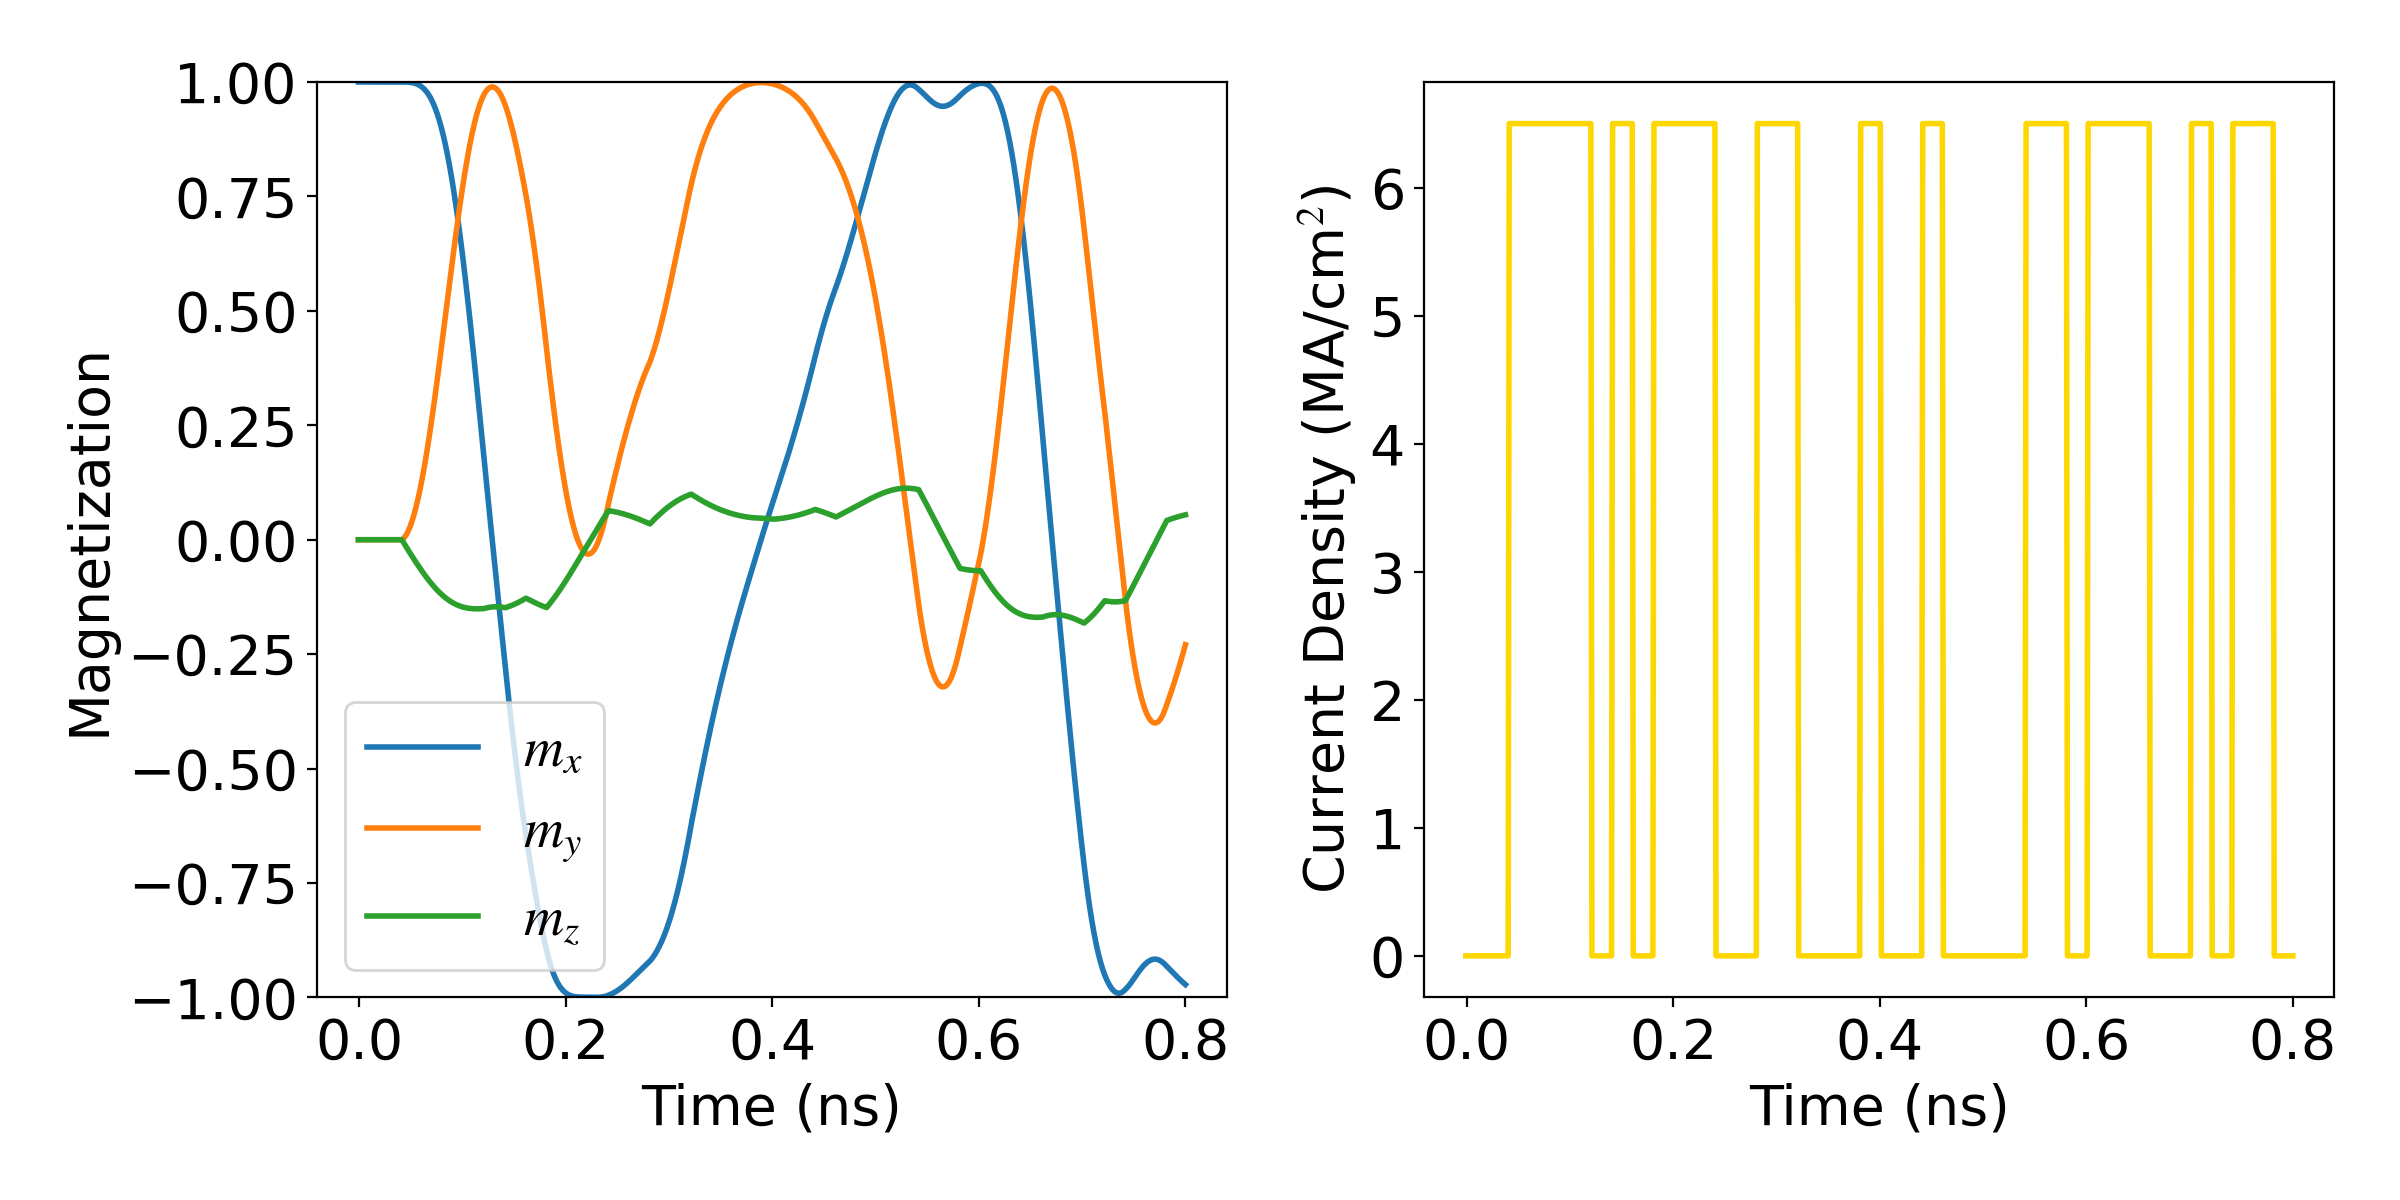 Magnetization
1.00
0.75
0.50
0.25
0.00
−0.25
−0.50
−0.75
−1.00
0.0 0.2 0.4 0.6 0.8
Time (ns)
m_x
m_y
m_z
Current Density (MA/cm²)
6
5
4
3
2
1
0
0.0 0.2 0.4 0.6 0.8
Time (ns)